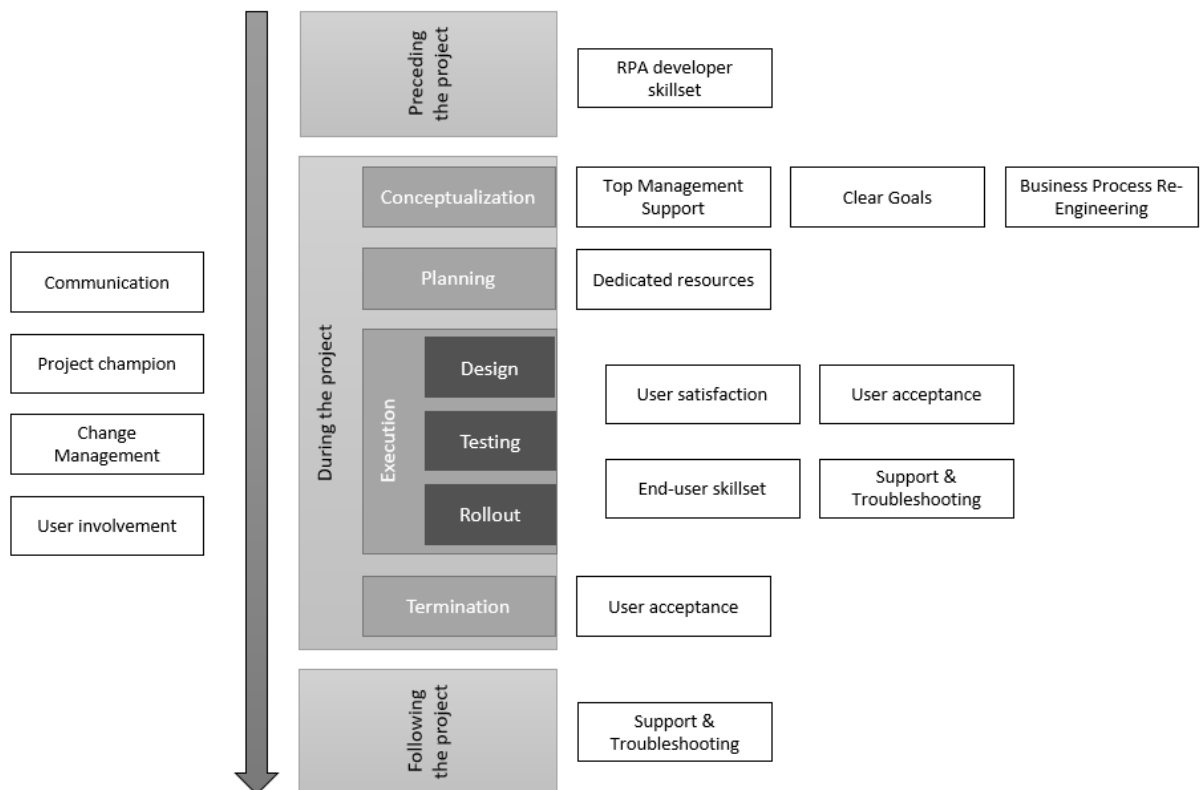 Preceding
the project
RPA developer
skillset
During the project
Conceptualization
Top Management
Support
Clear Goals
Business Process Re-
Engineering
Communication
Planning
Dedicated resources
Project champion
Execution
Design
User satisfaction
User acceptance
Change
Management
Testing
End-user skillset
Support &
Troubleshooting
User involvement
Rollout
Termination
User acceptance
Following
the project
Support &
Troubleshooting